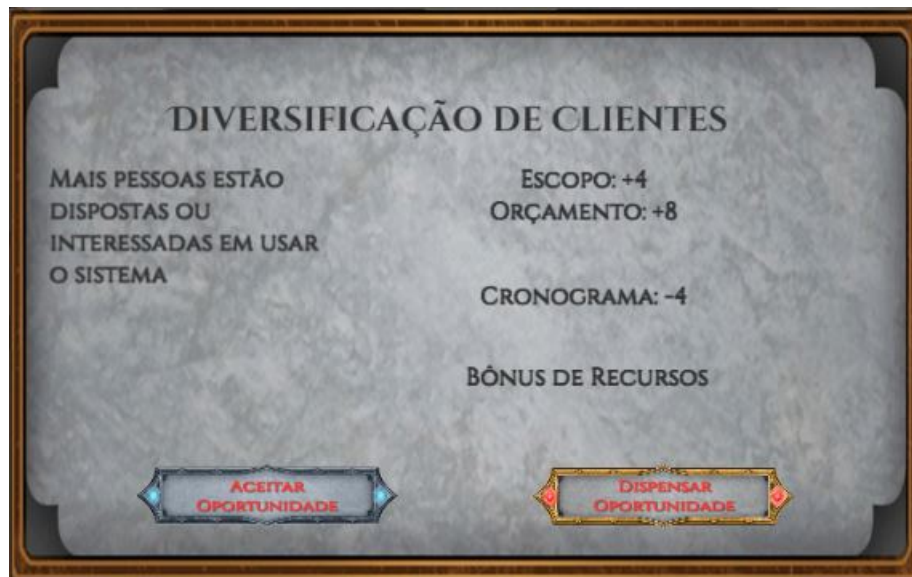 Diversificação de Clientes
Mais pessoas estão
dispostas ou
interessadas em usar
o sistema
Escopo: +4
Orçamento: +8
Cronograma: -4
Bônus de Recursos
Aceitar
Oportunidade
Dispensar
Oportunidade